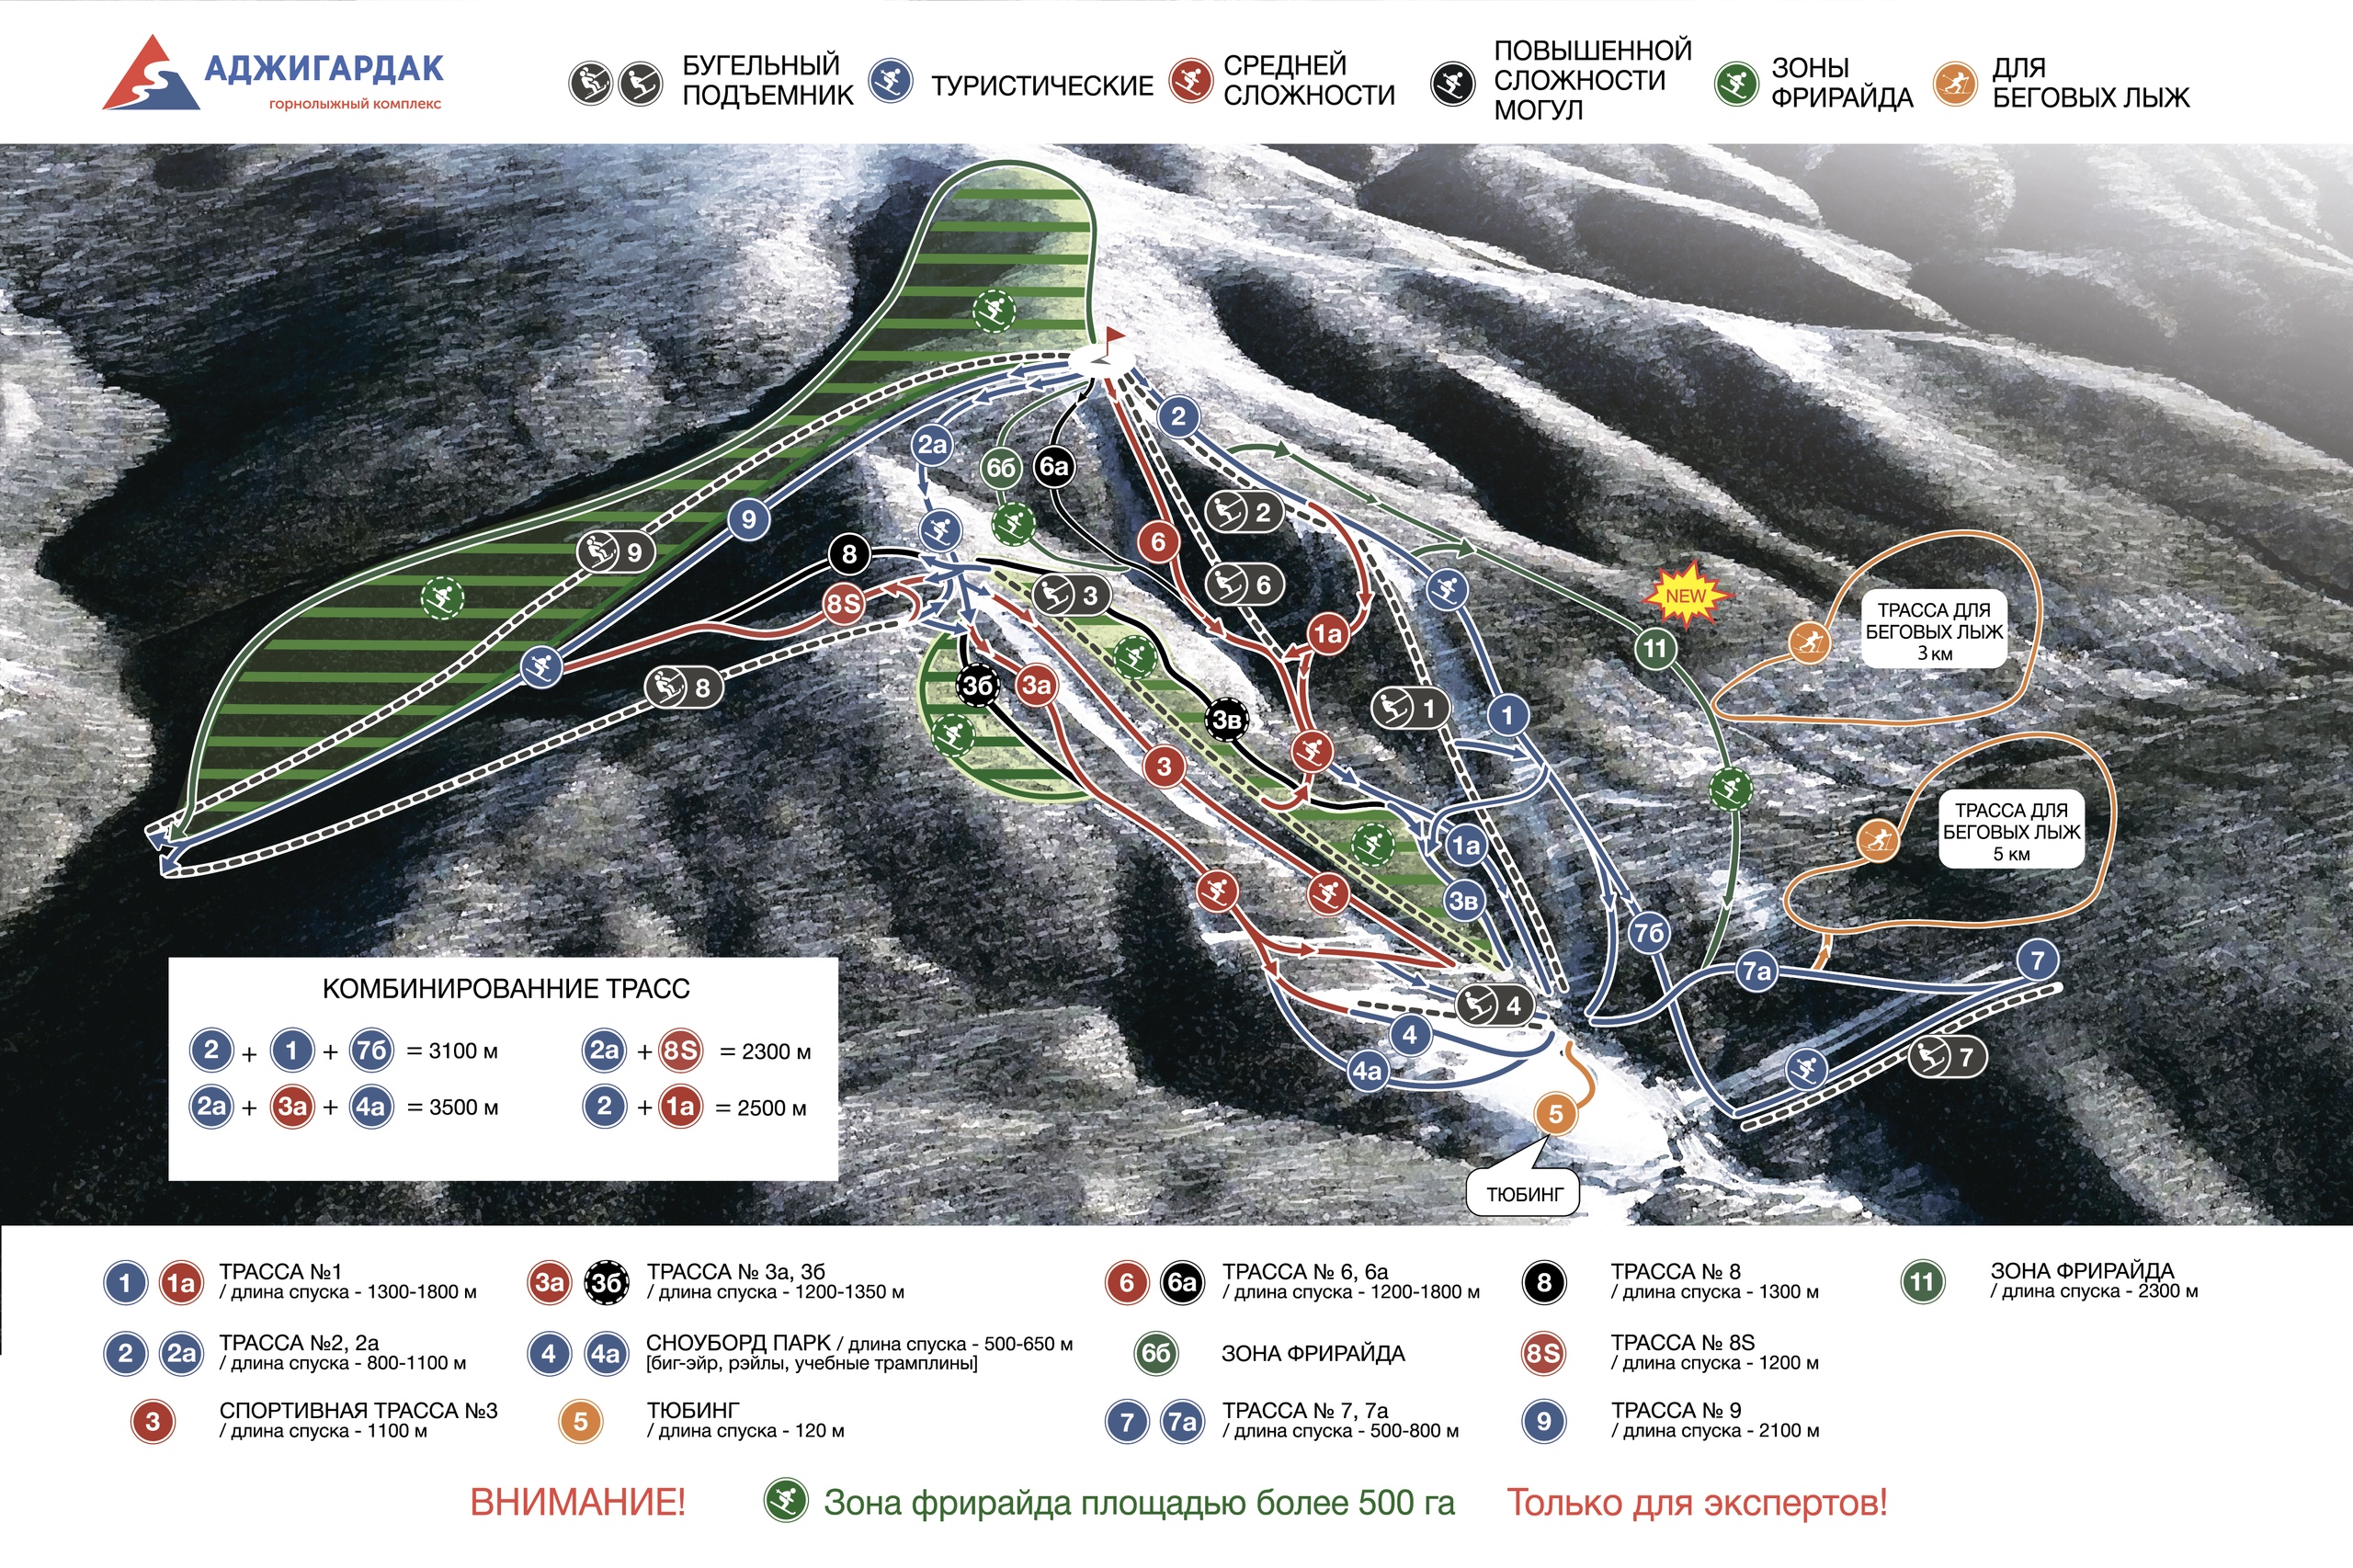 АДЖИГАРДАК
горнолыжный комплекс
БУГЕЛЬНЫЙ
ПОДЪЕМНИК
ТУРИСТИЧЕСКИЕ
СРЕДНЕЙ
СЛОЖНОСТИ
ПОВЫШЕННОЙ
СЛОЖНОСТИ
МОГУЛ
ЗОНЫ
ФРИРАЙДА
ДЛЯ
БЕГОВЫХ ЛЫЖ
2
2а
6б
6а
2
9
6
9
8
6
3
NEW
8S
1а
ТРАССА ДЛЯ
БЕГОВЫХ ЛЫЖ
3 км
11
8
3б
3а
3в
1
1
3
ТРАССА ДЛЯ
БЕГОВЫХ ЛЫЖ
5 км
1а
3в
7б
7а
7
4
4
4а
7
5
ТЮБИНГ
КОМБИНИРОВАННИЕ ТРАСС
2 + 1 + 7б = 3100 м
2а + 8S = 2300 м
2а + 3а + 4а = 3500 м
2 + 1а = 2500 м
1 1а ТРАССА №1
/ длина спуска - 1300-1800 м
2 2а ТРАССА №2, 2а
/ длина спуска - 800-1100 м
3 СПОРТИВНАЯ ТРАССА №3
/ длина спуска - 1100 м
3а 3б ТРАССА № 3а, 3б
/ длина спуска - 1200-1350 м
4 4а СНОУБОРД ПАРК / длина спуска - 500-650 м
[биг-эйр, рэйлы, учебные трамплины]
5 ТЮБИНГ
/ длина спуска - 120 м
6 6а ТРАССА № 6, 6а
/ длина спуска - 1200-1800 м
6б ЗОНА ФРИРАЙДА
7 7а ТРАССА № 7, 7а
/ длина спуска - 500-800 м
8 ТРАССА № 8
/ длина спуска - 1300 м
8S ТРАССА № 8S
/ длина спуска - 1200 м
9 ТРАССА № 9
/ длина спуска - 2100 м
11 ЗОНА ФРИРАЙДА
/ длина спуска - 2300 м
ВНИМАНИЕ! Зона фрирайда площадью более 500 га Только для экспертов!